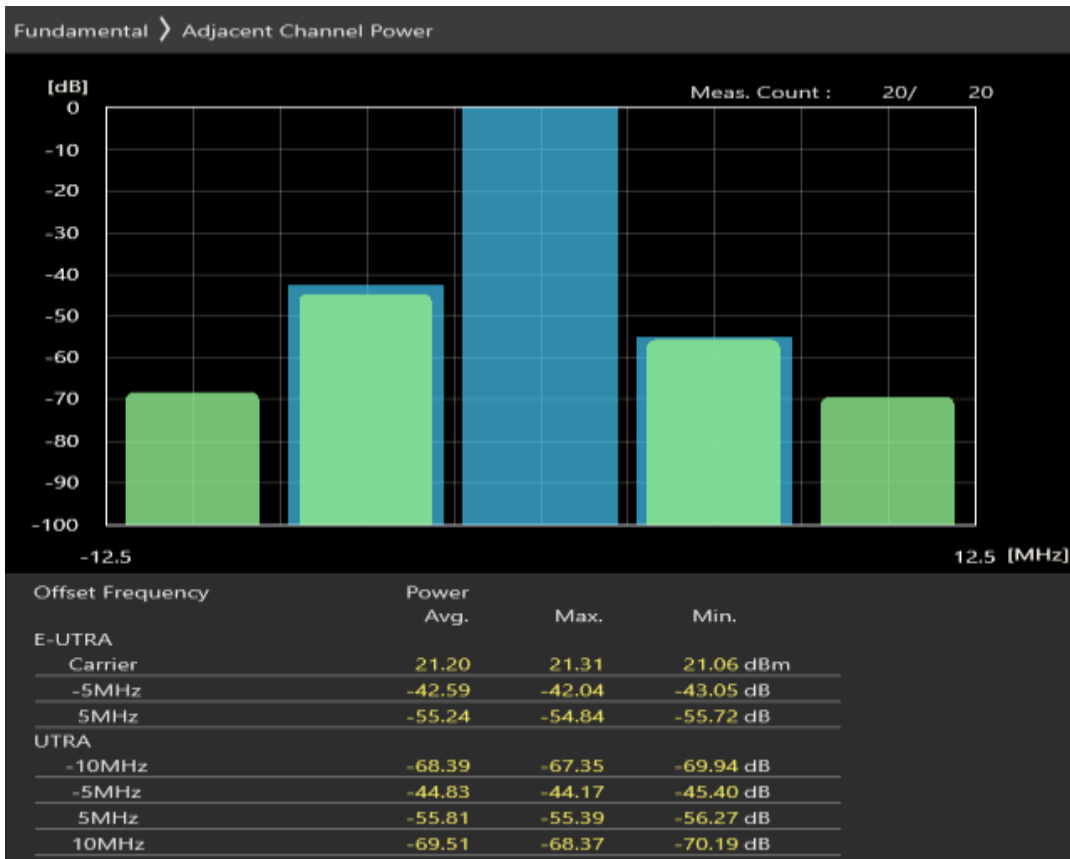 Fundamental ❭ Adjacent Channel Power
[dB]
Meas. Count : 20/ 20
0
-10
-20
-30
-40
-50
-60
-70
-80
-90
-100
-12.5 12.5 [MHz]
Offset Frequency Power
Avg. Max. Min.
E-UTRA
Carrier 21.20 21.31 21.06 dBm
-5MHz -42.59 -42.04 -43.05 dB
5MHz -55.24 -54.84 -55.72 dB
UTRA
-10MHz -68.39 -67.35 -69.94 dB
-5MHz -44.83 -44.17 -45.40 dB
5MHz -55.81 -55.39 -56.27 dB
10MHz -69.51 -68.37 -70.19 dB